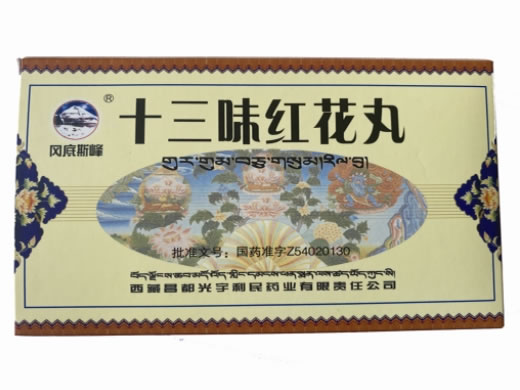 ®
十三味红花丸
冈底斯峰
གུར་གུམ་བཅུ་གསུམ།རིལ་བུ།
批准文号：国药准字Z54020130
西藏昌都光宇利民药业有限责任公司